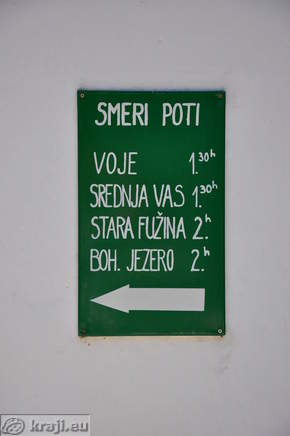 SMERI POTI
VOJE 1.30h
SREDNJA VAS 1.30h
STARA FUŽINA 2.h
BOH. JEZERO 2.h
kraji.eu